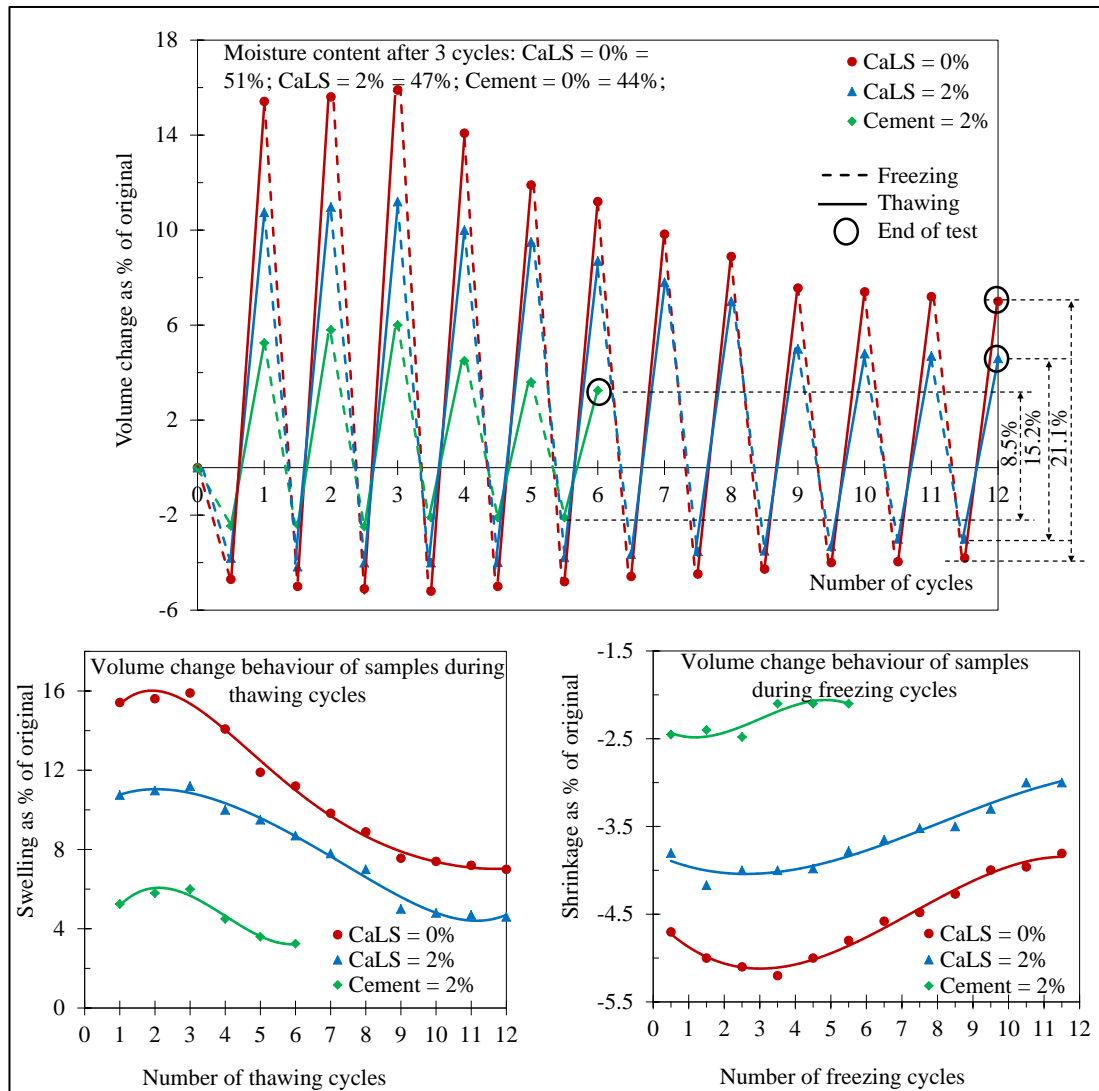 18
14
10
6
2
-2
-6
Volume change as % of original
Moisture content after 3 cycles: CaLS = 0% =
51%; CaLS = 2% = 47%; Cement = 0% = 44%;
CaLS = 0%
CaLS = 2%
Cement = 2%
Freezing
Thawing
End of test
0 1 2 3 4 5 6 7 8 9 10 11 12
Number of cycles
8.5%
15.2%
21.1%
Volume change behaviour of samples during
thawing cycles
Swelling as % of original
16
12
8
4
0
CaLS = 0%
CaLS = 2%
Cement = 2%
0 1 2 3 4 5 6 7 8 9 10 11 12
Number of thawing cycles
Volume change behaviour of samples
during freezing cycles
Shrinkage as % of original
-1.5
-2.5
-3.5
-4.5
-5.5
CaLS = 0%
CaLS = 2%
Cement = 2%
0 1 2 3 4 5 6 7 8 9 10 11 12
Number of freezing cycles